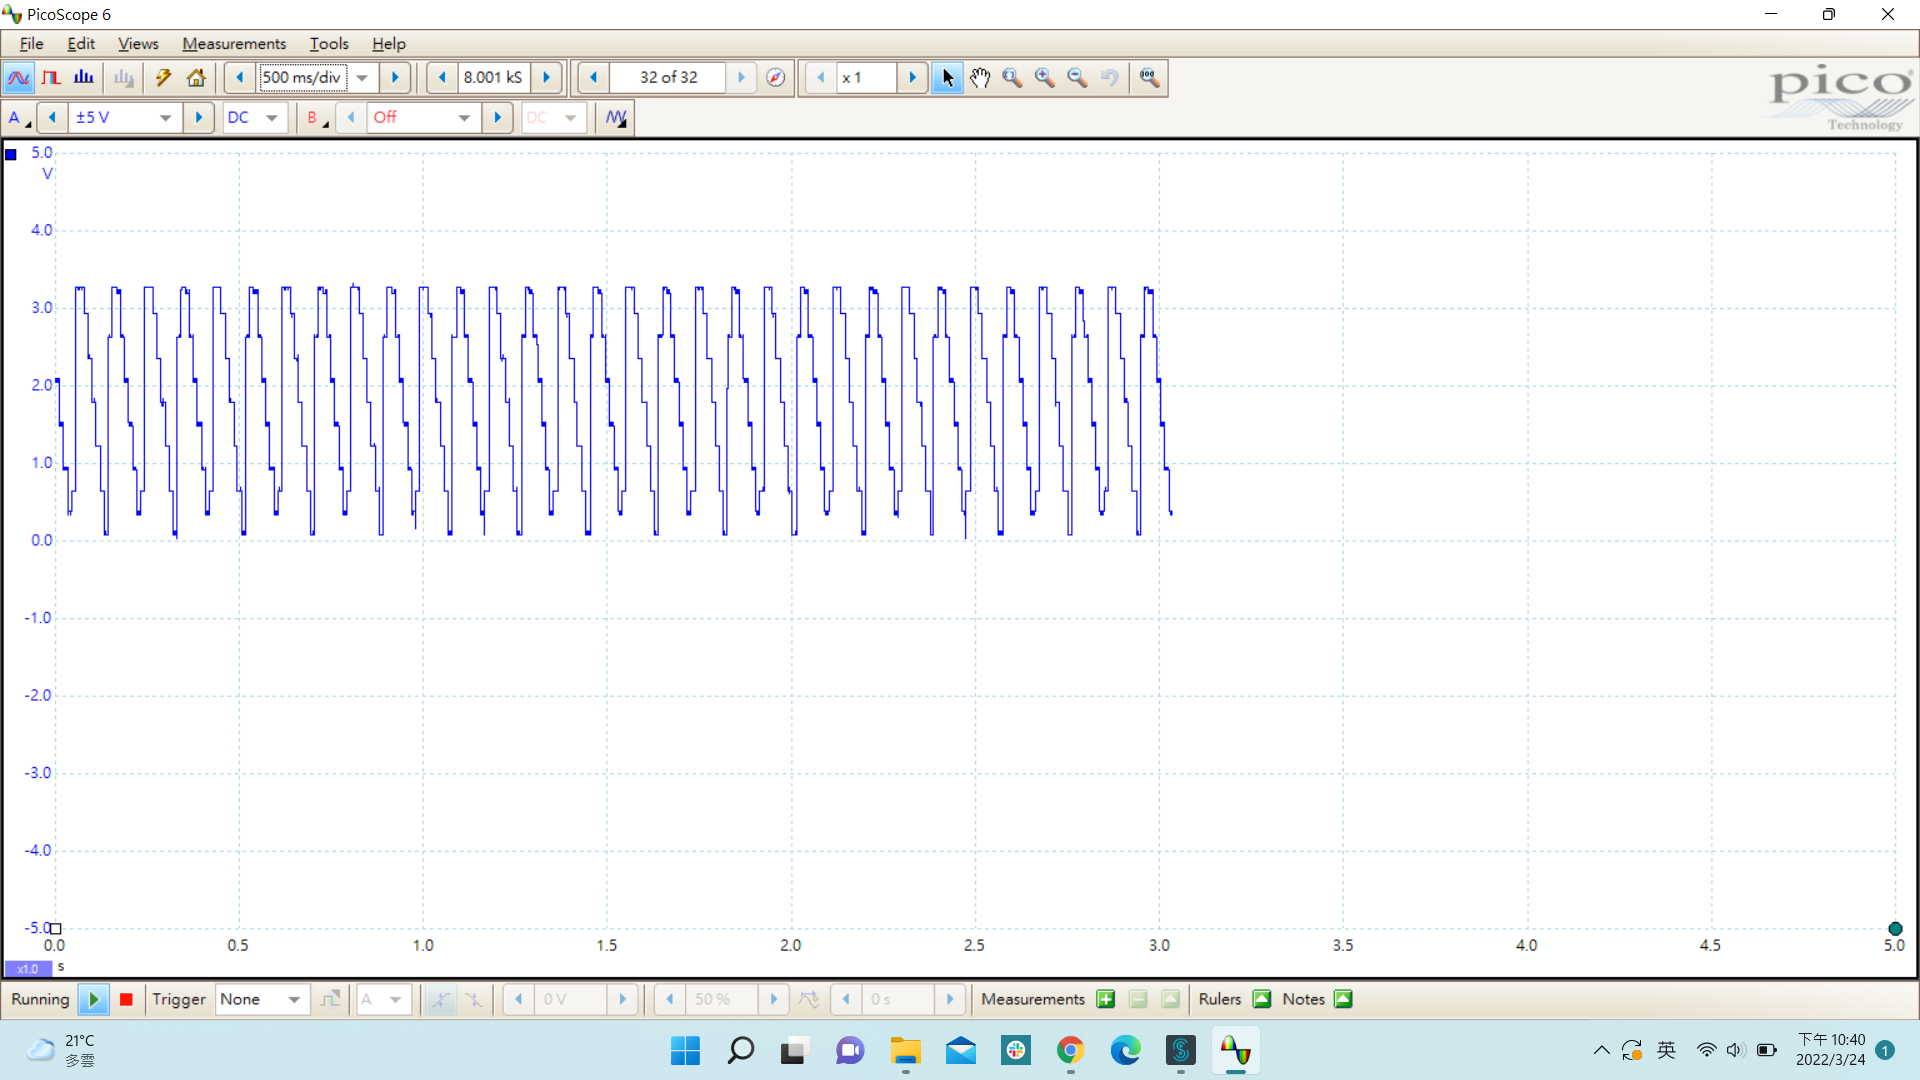 PicoScope 6
File Edit Views Measurements Tools Help
500 ms/div 8.001 kS 32 of 32 x 1
pico
Technology
A ±5 V DC B Off DC
5.0
V
4.0
3.0
2.0
1.0
0.0
-1.0
-2.0
-3.0
-4.0
-5.0
0.0 0.5 1.0 1.5 2.0 2.5 3.0 3.5 4.0 4.5 5.0
x1.0 s
Running Trigger None A 0 V 50 % 0 s Measurements Rulers Notes
21°C
多雲
英
下午 10:40
2022/3/24
1